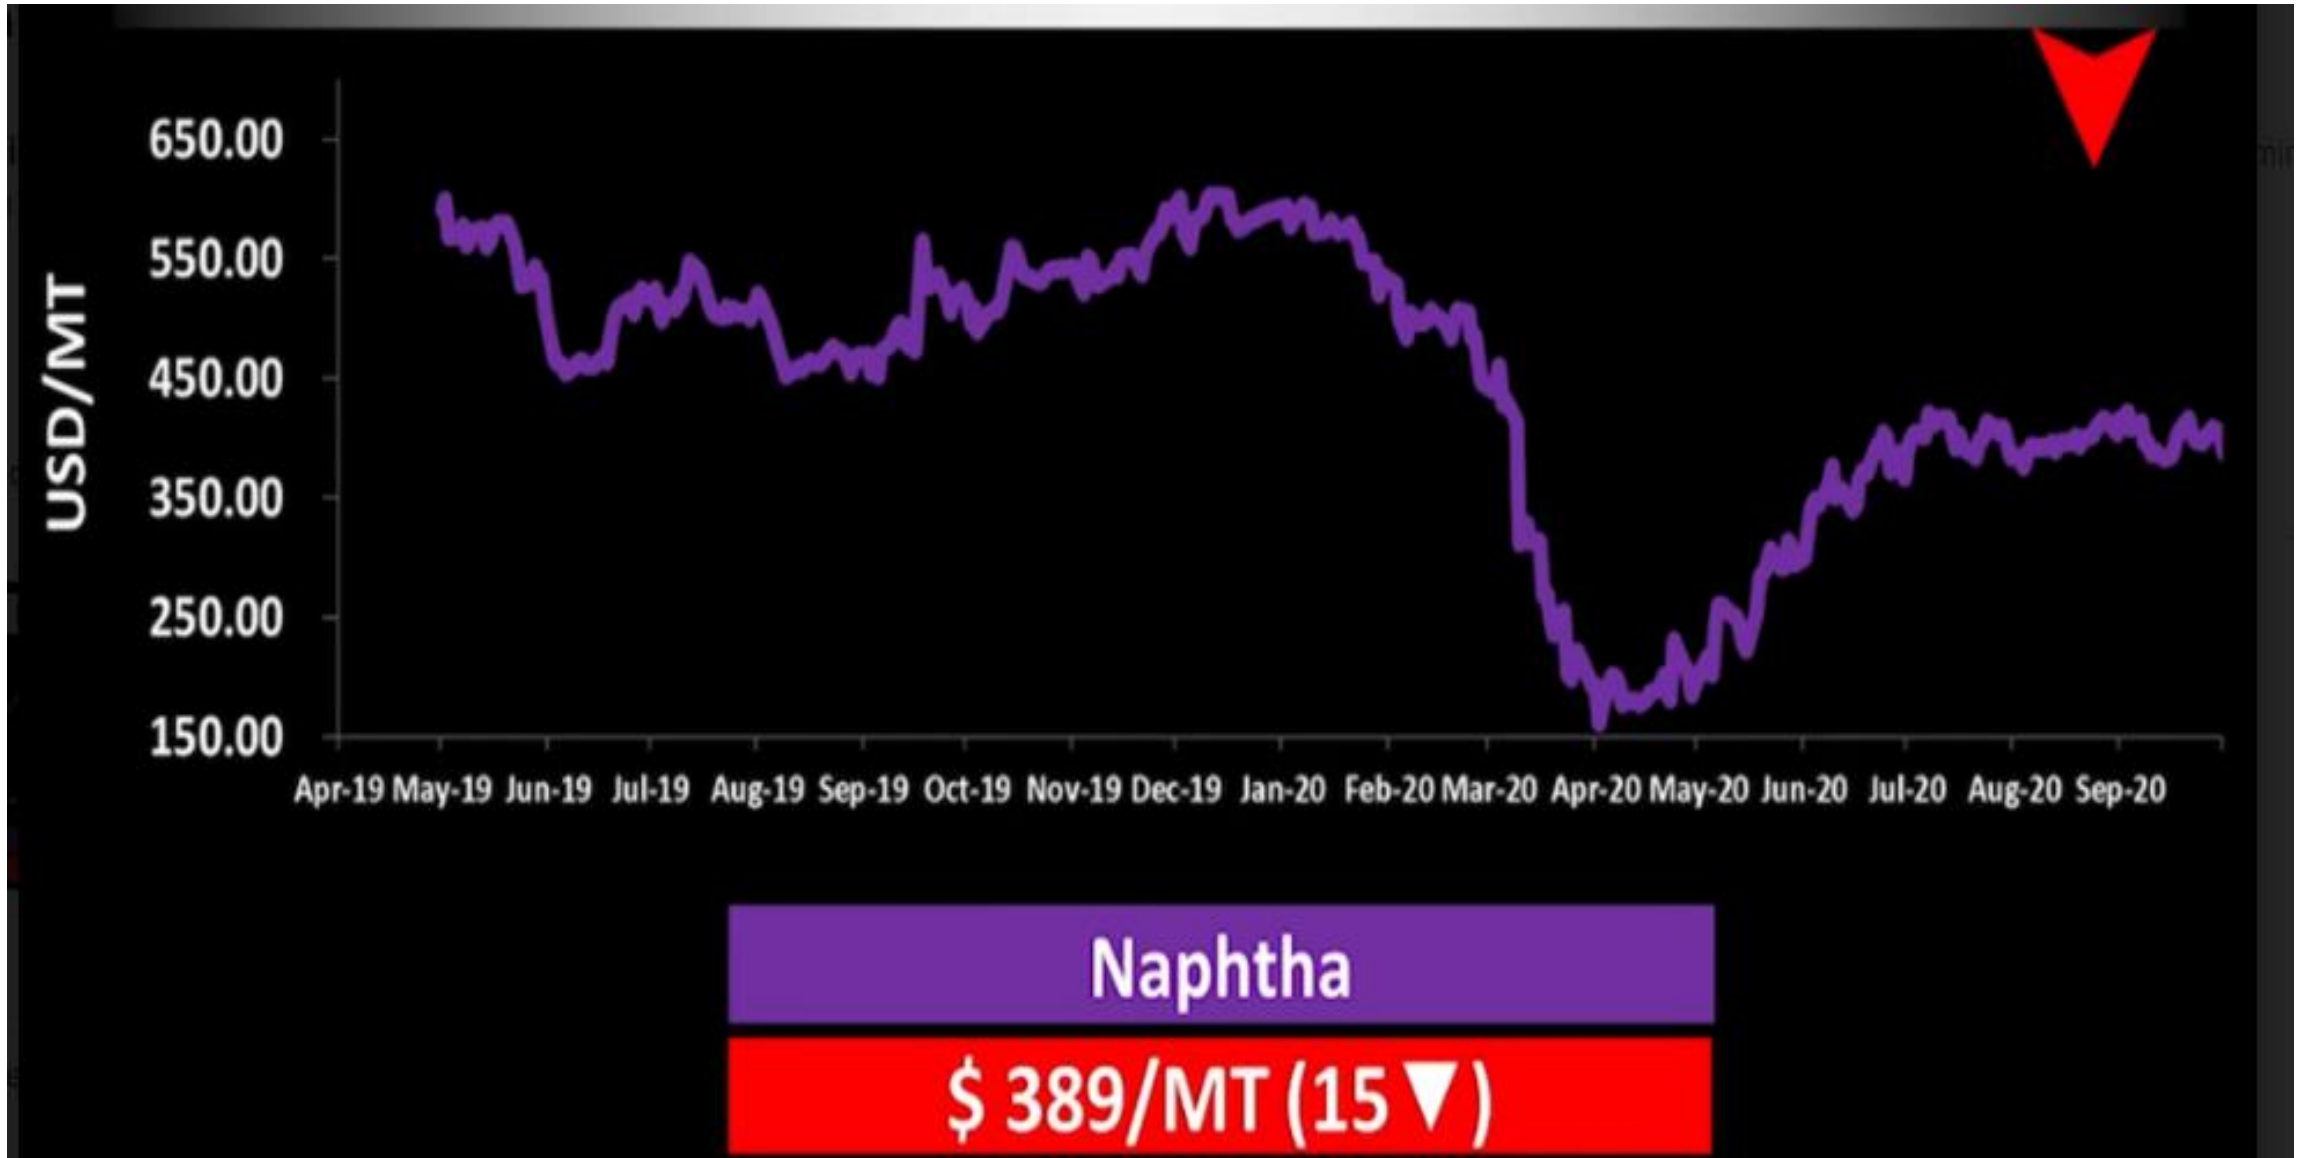 650.00
550.00
450.00
350.00
250.00
150.00
USD/MT
Apr-19 May-19 Jun-19 Jul-19 Aug-19 Sep-19 Oct-19 Nov-19 Dec-19 Jan-20 Feb-20 Mar-20 Apr-20 May-20 Jun-20 Jul-20 Aug-20 Sep-20
Naphtha
$ 389/MT (15 ▼)